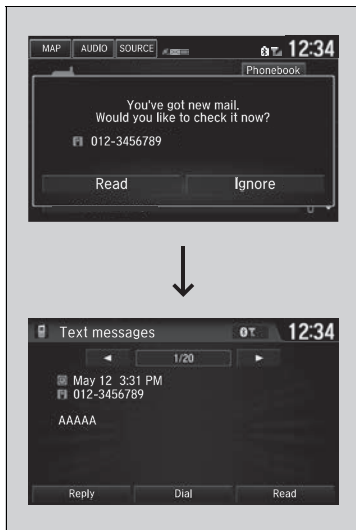 MAP AUDIO SOURCE 12:34
Phonebook
You've got new mail.
Would you like to check it now?
012-3456789
Read Ignore
Text messages 12:34
1/20
May 12 3:31 PM
012-3456789
AAAAA
Reply Dial Read